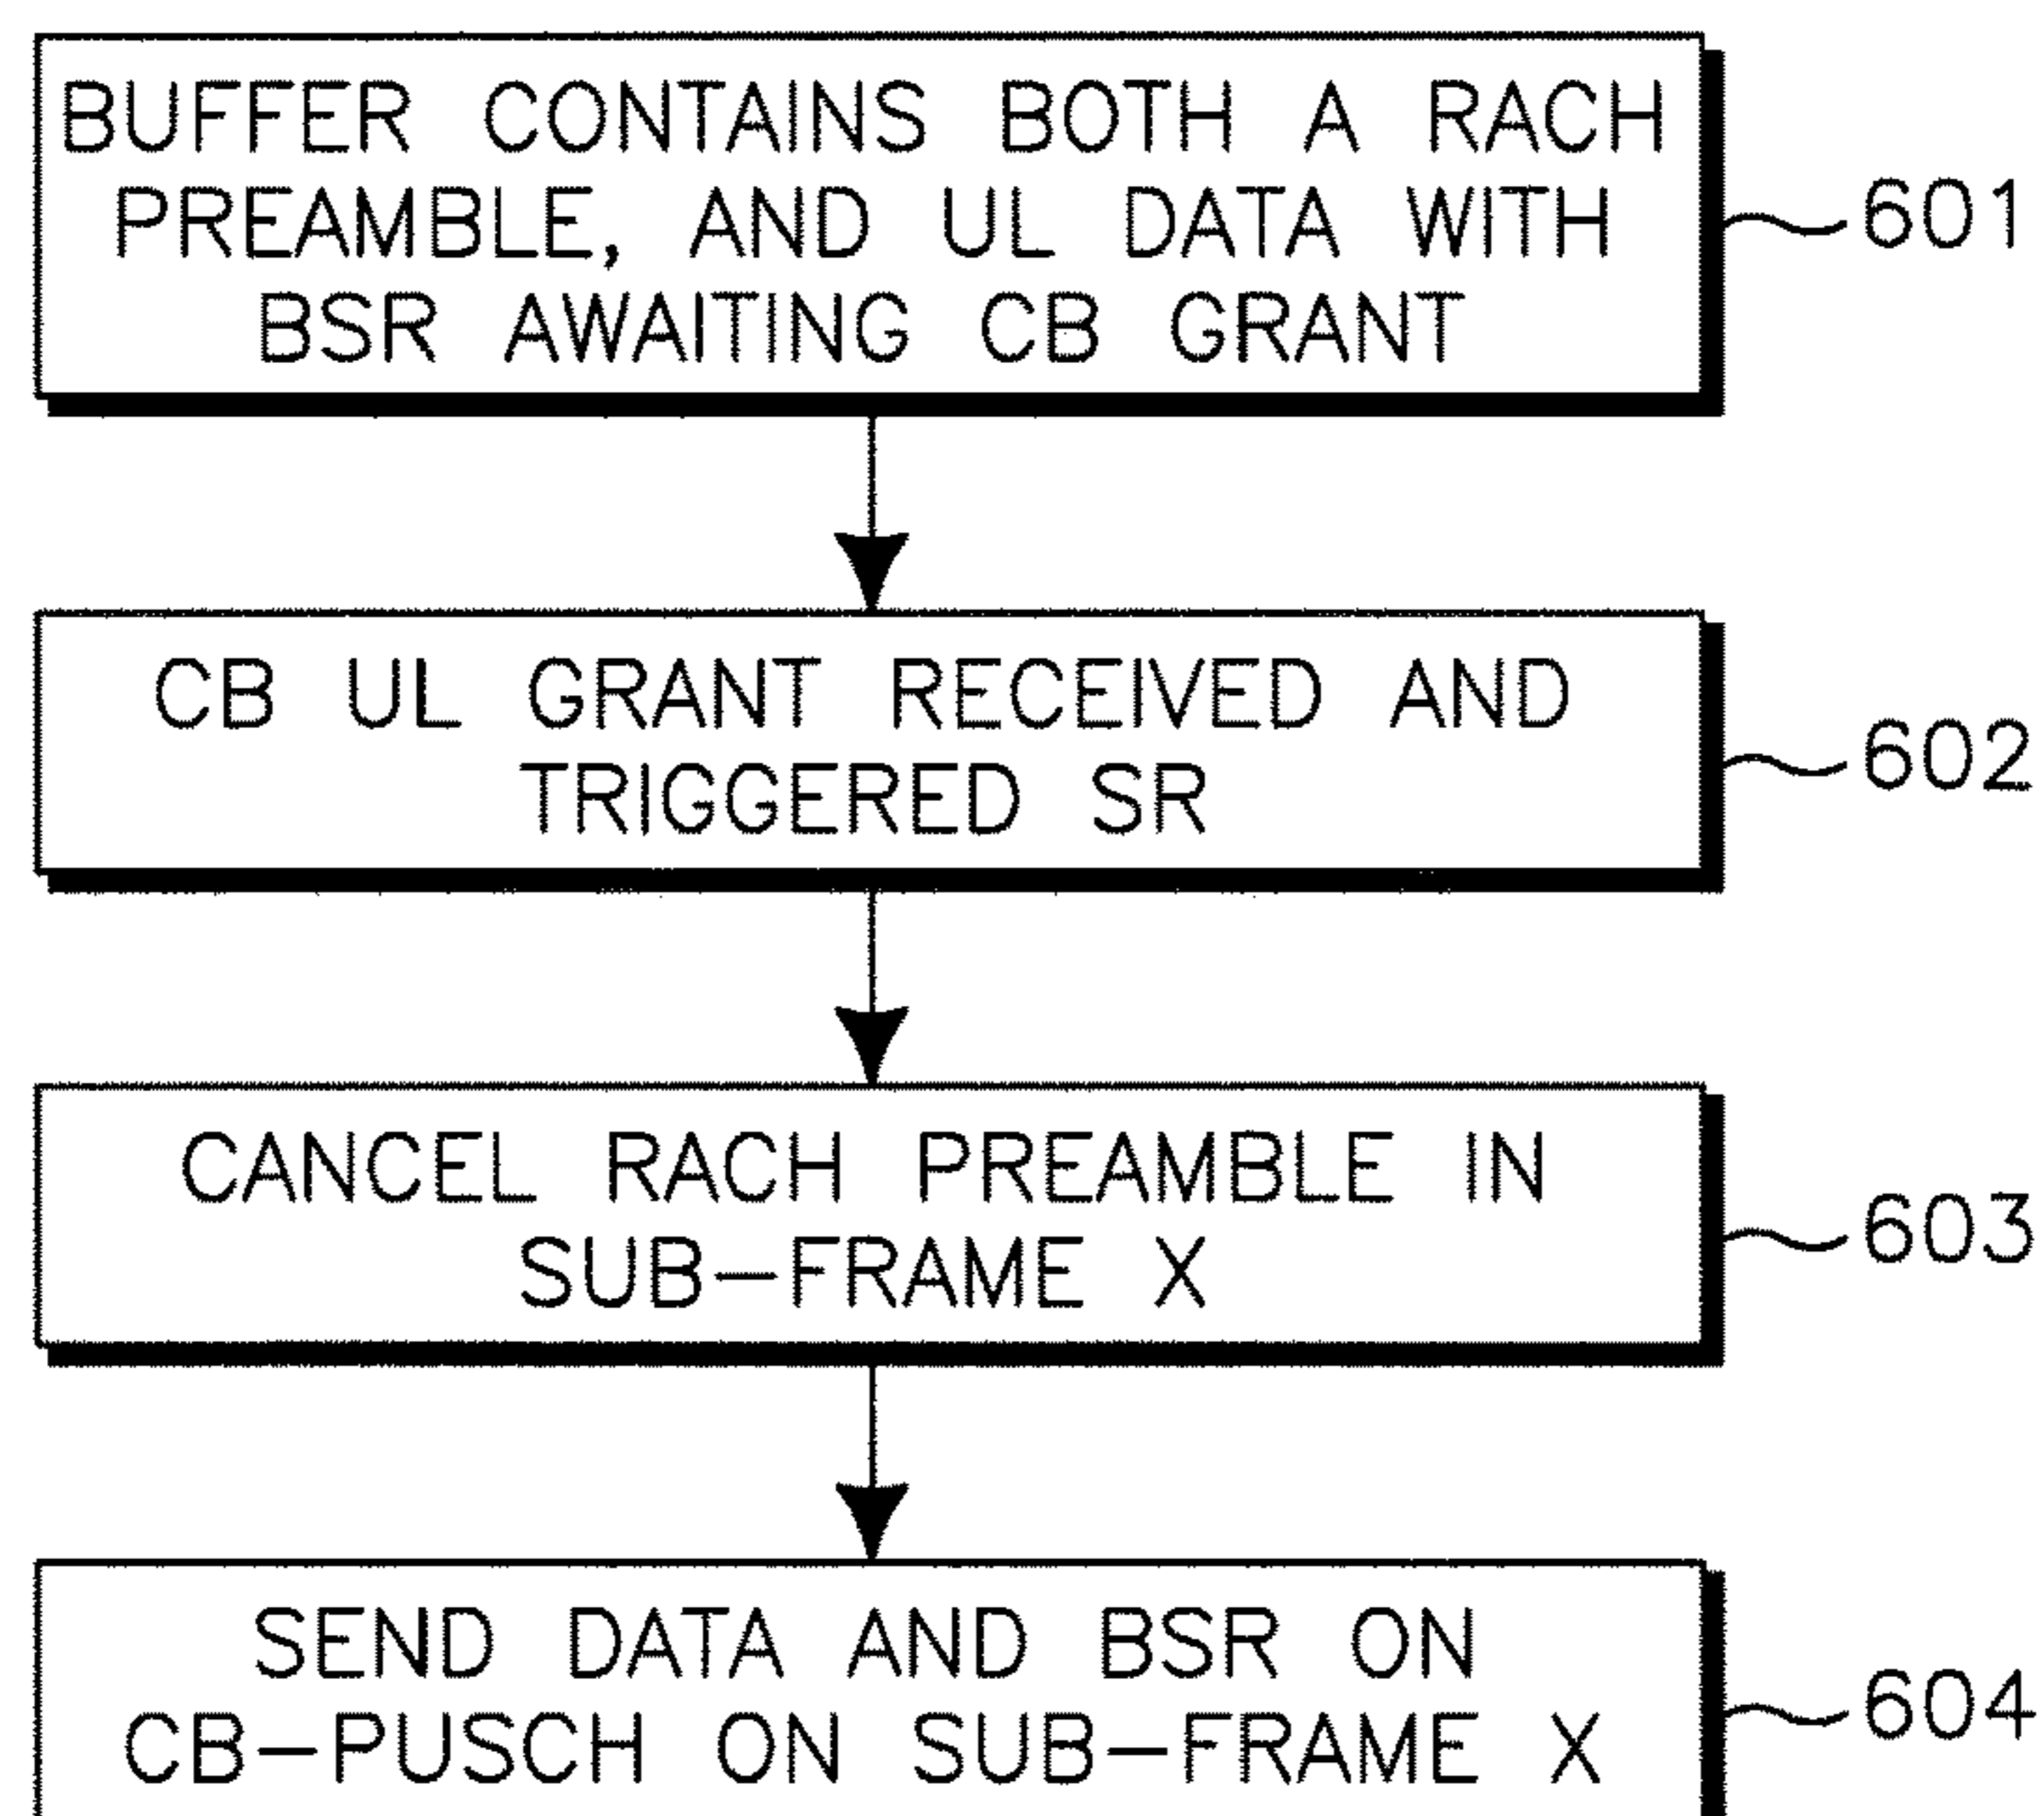 BUFFER CONTAINS BOTH A RACH
PREAMBLE, AND UL DATA WITH
BSR AWAITING CB GRANT
601
CB UL GRANT RECEIVED AND
TRIGGERED SR
602
CANCEL RACH PREAMBLE IN
SUB-FRAME X
603
SEND DATA AND BSR ON
CB-PUSCH ON SUB-FRAME X
604